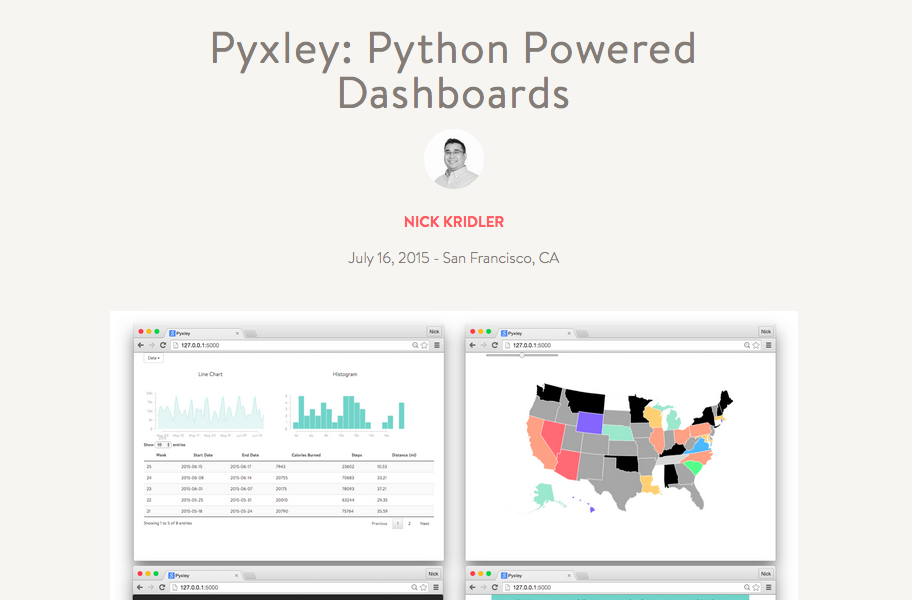 Pyxley: Python Powered
Dashboards
NICK KRIDLER
July 16, 2015 - San Francisco, CA
Pyxley
Nick
127.0.0.1:5000
Data
Line Chart
Histogram
Show 10 entries
Week Start Date End Date Calories Burned Steps Distance (mi)
25 2015-06-15 2015-06-17 7943 23602 10.53
24 2015-06-08 2015-06-14 20755 70683 33.21
23 2015-06-01 2015-06-07 20175 78093 37.21
22 2015-05-25 2015-05-31 20010 63244 29.35
21 2015-05-18 2015-05-24 20790 75764 35.59
Showing 1 to 5 of 8 entries
Previous 1 2 Next
Pyxley
Nick
127.0.0.1:5000
Pyxley
Nick
127.0.0.1:5000
Pyxley
Nick
127.0.0.1:5000